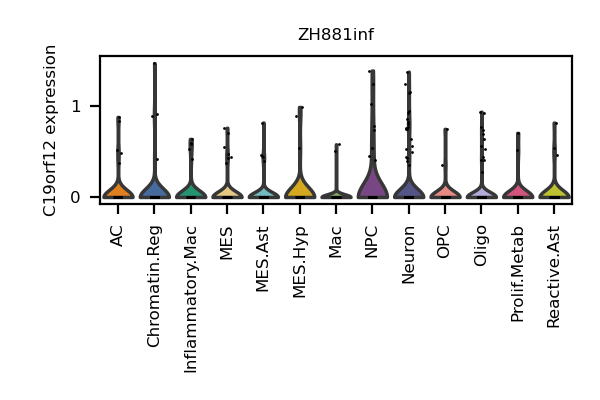 ZH881inf
C19orf12 expression
1
0
AC
Chromatin.Reg
Inflammatory.Mac
MES
MES.Ast
MES.Hyp
Mac
NPC
Neuron
OPC
Oligo
Prolif.Metab
Reactive.Ast